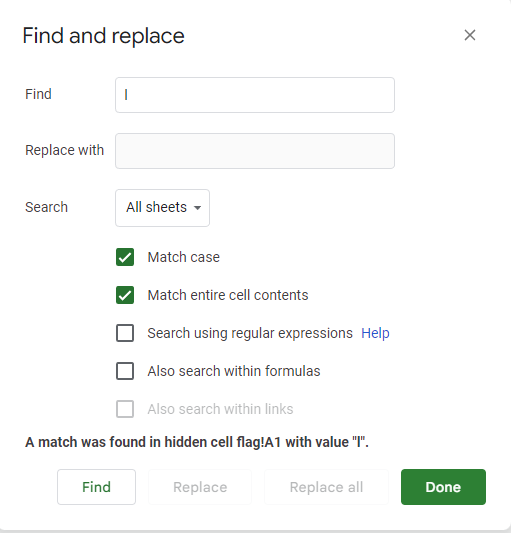 Find and replace
Find
l
Replace with
Search
All sheets
Match case
Match entire cell contents
Search using regular expressions Help
Also search within formulas
Also search within links
A match was found in hidden cell flag!A1 with value "l".
Find Replace Replace all Done